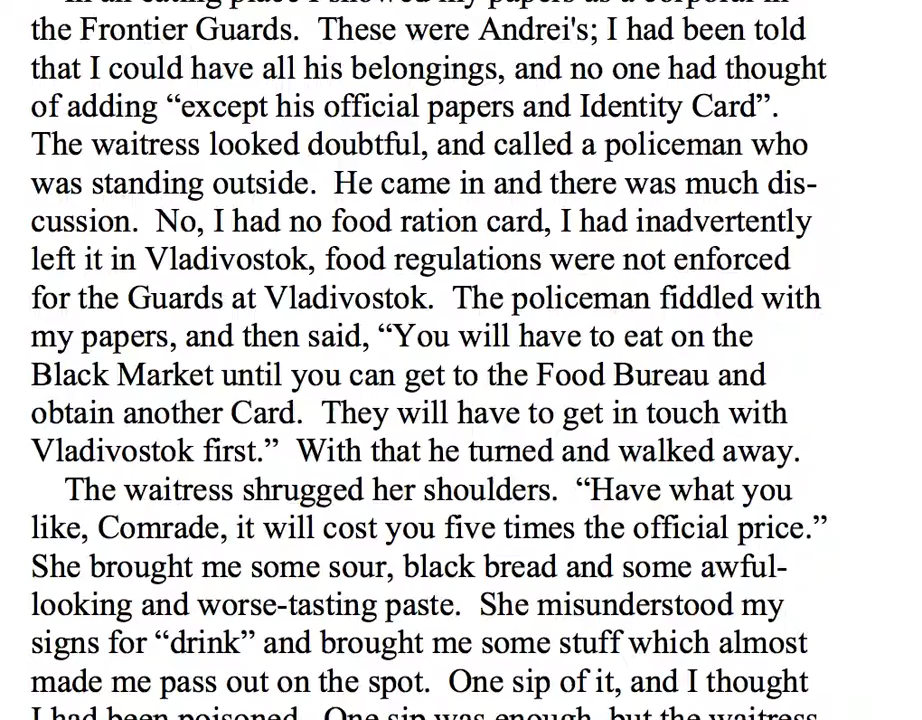 the Frontier Guards.  These were Andrei's; I had been told
that I could have all his belongings, and no one had thought
of adding “except his official papers and Identity Card”.
The waitress looked doubtful, and called a policeman who
was standing outside.  He came in and there was much dis-
cussion.  No, I had no food ration card, I had inadvertently
left it in Vladivostok, food regulations were not enforced
for the Guards at Vladivostok.  The policeman fiddled with
my papers, and then said, “You will have to eat on the
Black Market until you can get to the Food Bureau and
obtain another Card.  They will have to get in touch with
Vladivostok first.”  With that he turned and walked away.
The waitress shrugged her shoulders.  “Have what you
like, Comrade, it will cost you five times the official price.”
She brought me some sour, black bread and some awful-
looking and worse-tasting paste.  She misunderstood my
signs for “drink” and brought me some stuff which almost
made me pass out on the spot.  One sip of it, and I thought
I had been poisoned.  One sip was enough, but the waitress